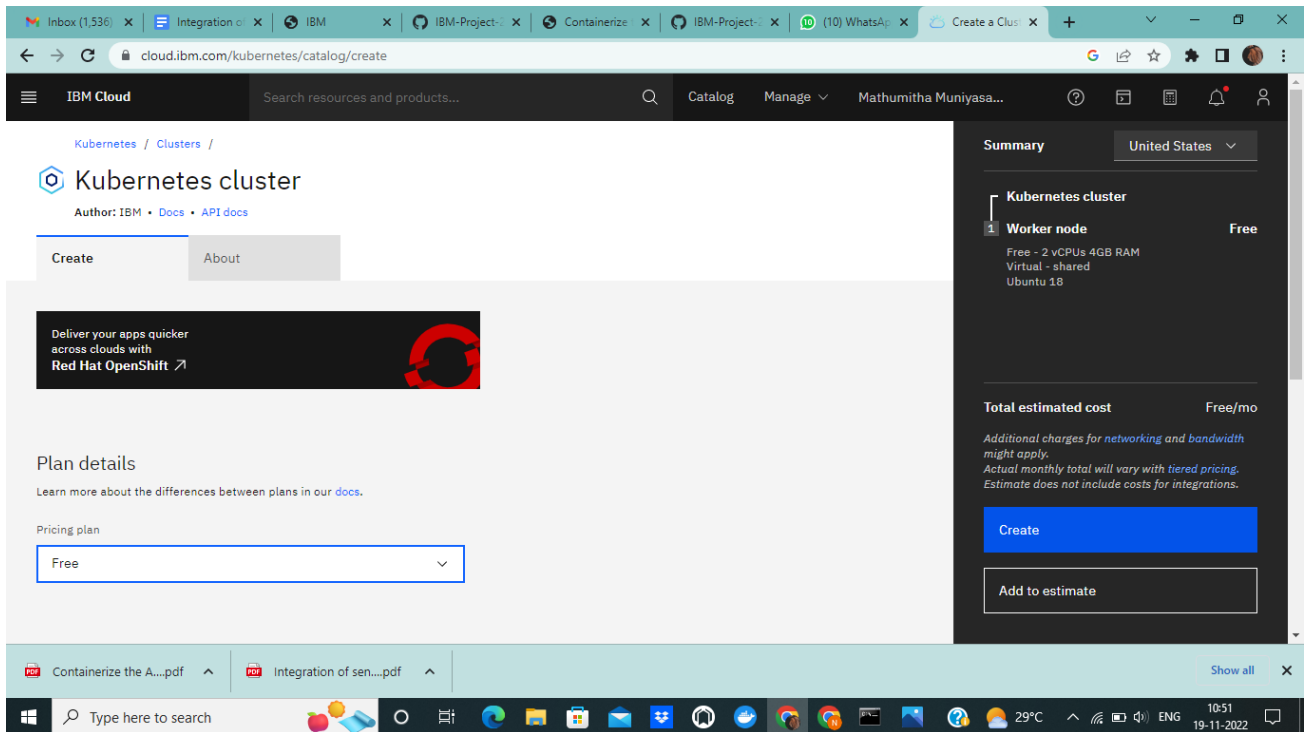 Inbox (1,536)
Integration of
IBM
IBM-Project-2
Containerize t
IBM-Project-2
(10) WhatsAp
Create a Clust
cloud.ibm.com/kubernetes/catalog/create
IBM Cloud
Search resources and products...
Catalog
Manage
Mathumitha Muniyasa...
Kubernetes / Clusters /
Kubernetes cluster
Author: IBM • Docs • API docs
Create
About
Deliver your apps quicker
across clouds with
Red Hat OpenShift
Plan details
Learn more about the differences between plans in our docs.
Pricing plan
Free
Summary
United States
Kubernetes cluster
1 Worker node Free
Free - 2 vCPUs 4GB RAM
Virtual - shared
Ubuntu 18
Total estimated cost Free/mo
Additional charges for networking and bandwidth
might apply.
Actual monthly total will vary with tiered pricing.
Estimate does not include costs for integrations.
Create
Add to estimate
Containerize the A....pdf
Integration of sen....pdf
Show all
Type here to search
29°C
ENG
10:51
19-11-2022